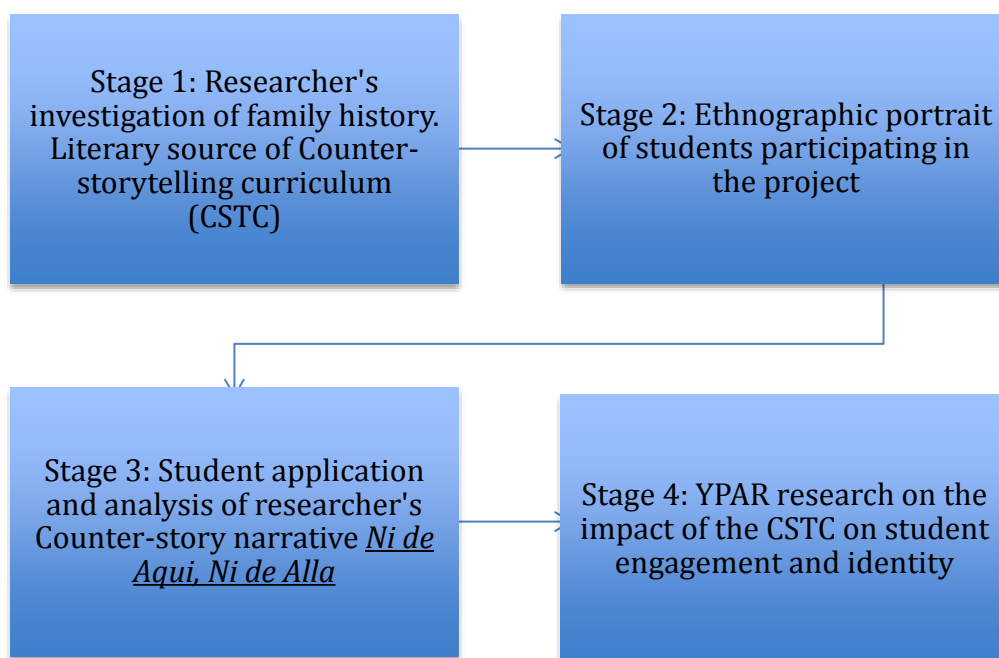 Stage 1: Researcher's
investigation of family history.
Literary source of Counter-
storytelling curriculum
(CSTC)
Stage 2: Ethnographic portrait
of students participating in
the project
Stage 3: Student application
and analysis of researcher's
Counter-story narrative Ni de
Aqui, Ni de Alla
Stage 4: YPAR research on the
impact of the CSTC on student
engagement and identity